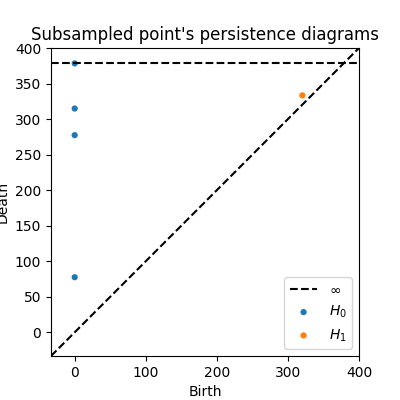 Subsampled point's persistence diagrams
400
350
300
250
200
150
100
50
0
Death
∞
H₀
H₁
0 100 200 300 400
Birth